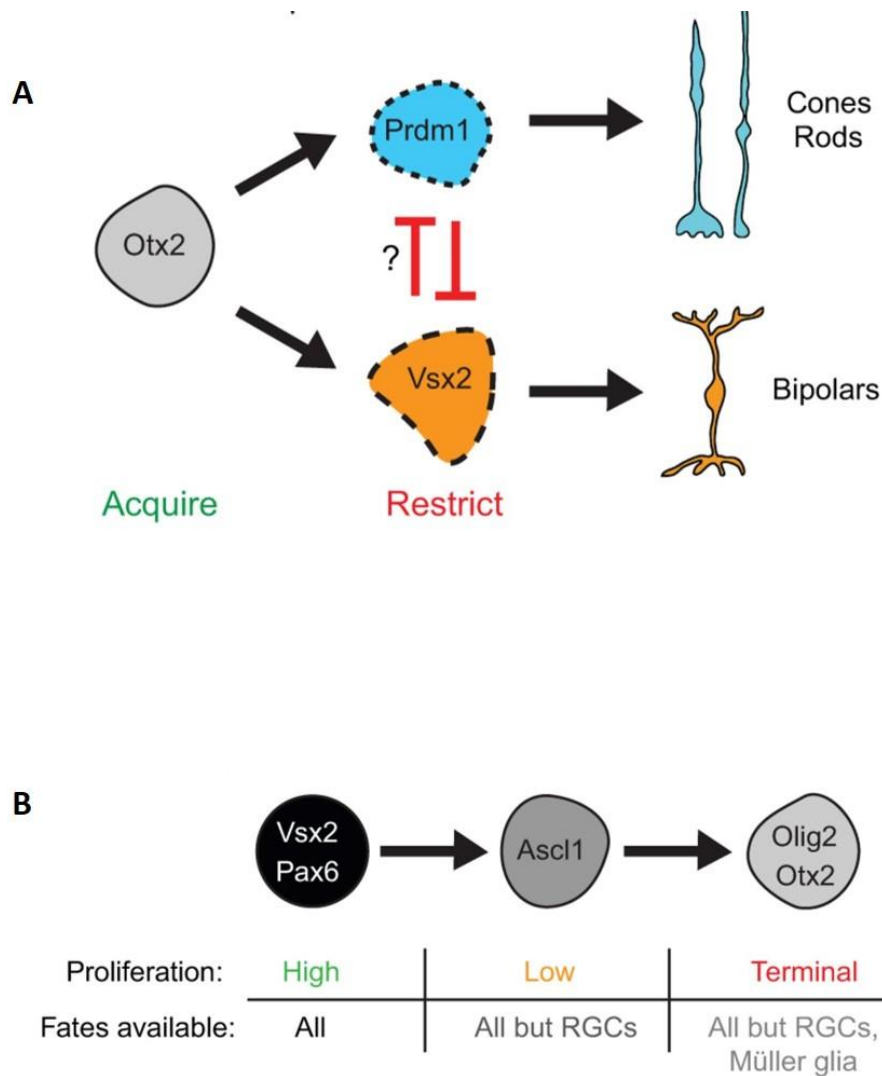 A
Otx2
Prdm1
Cones
Rods
?
Vsx2
Bipolars
Acquire
Restrict
B
Vsx2
Pax6
Ascl1
Olig2
Otx2
Proliferation: High Low Terminal
Fates available: All All but RGCs All but RGCs,
Müller glia